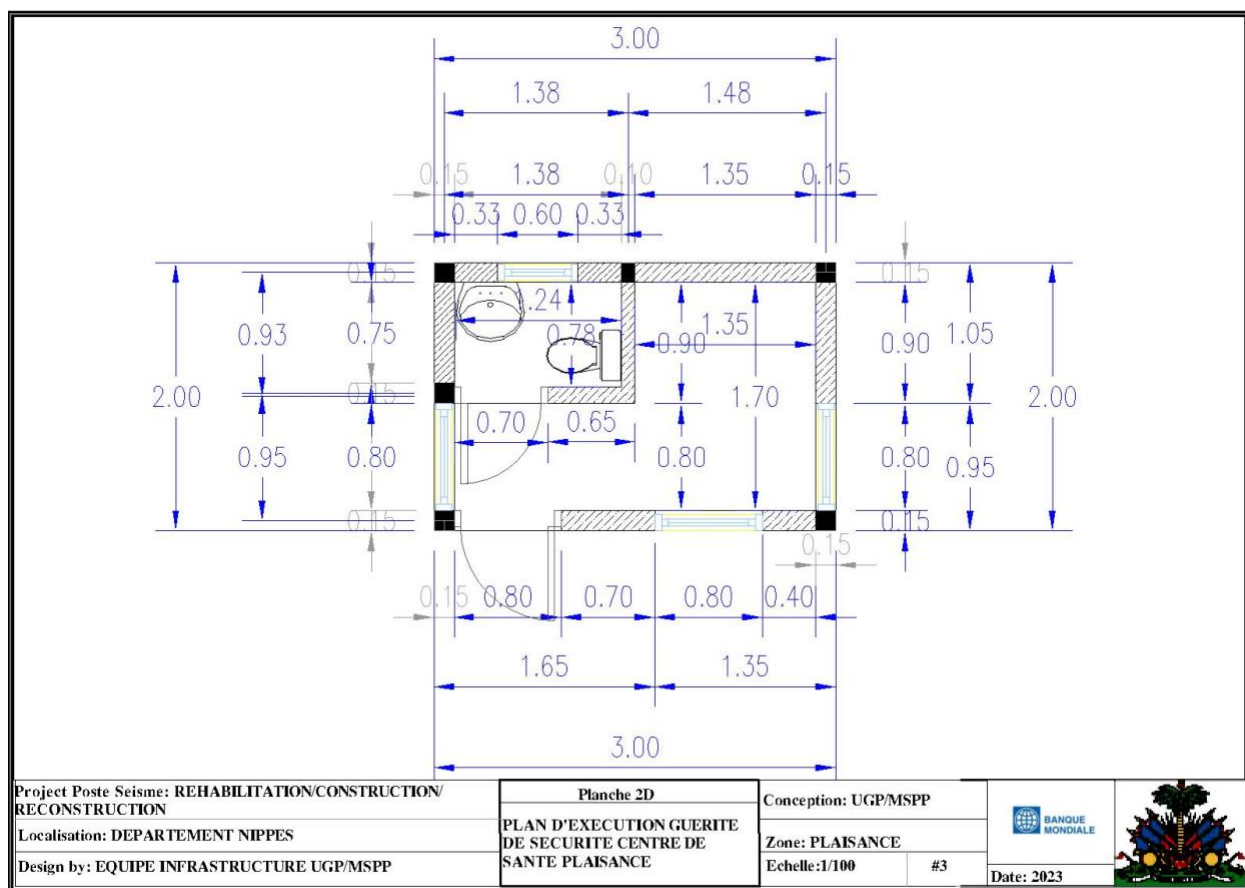 3.00
1.38 1.48
0.15 1.38 0.10 1.35 0.15
0.33 0.60 0.33
0.15 0.15
0.93 0.75 .24 0.78 0.90 1.35 0.90 1.05
2.00 0.15 1.70 2.00
0.95 0.80 0.70 0.65 0.80 0.80 0.95
0.15 0.15
0.15
0.15 0.80 0.70 0.80 0.40
1.65 1.35
3.00
Project Poste Seisme: REHABILITATION/CONSTRUCTION/
RECONSTRUCTION
Localisation: DEPARTEMENT NIPPES
Design by: EQUIPE INFRASTRUCTURE UGP/MSPP
Planche 2D
PLAN D'EXECUTION GUERITE
DE SECURITE CENTRE DE
SANTE PLAISANCE
Conception: UGP/MSPP
Zone: PLAISANCE
Echelle:1/100 #3
BANQUE
MONDIALE
Date: 2023